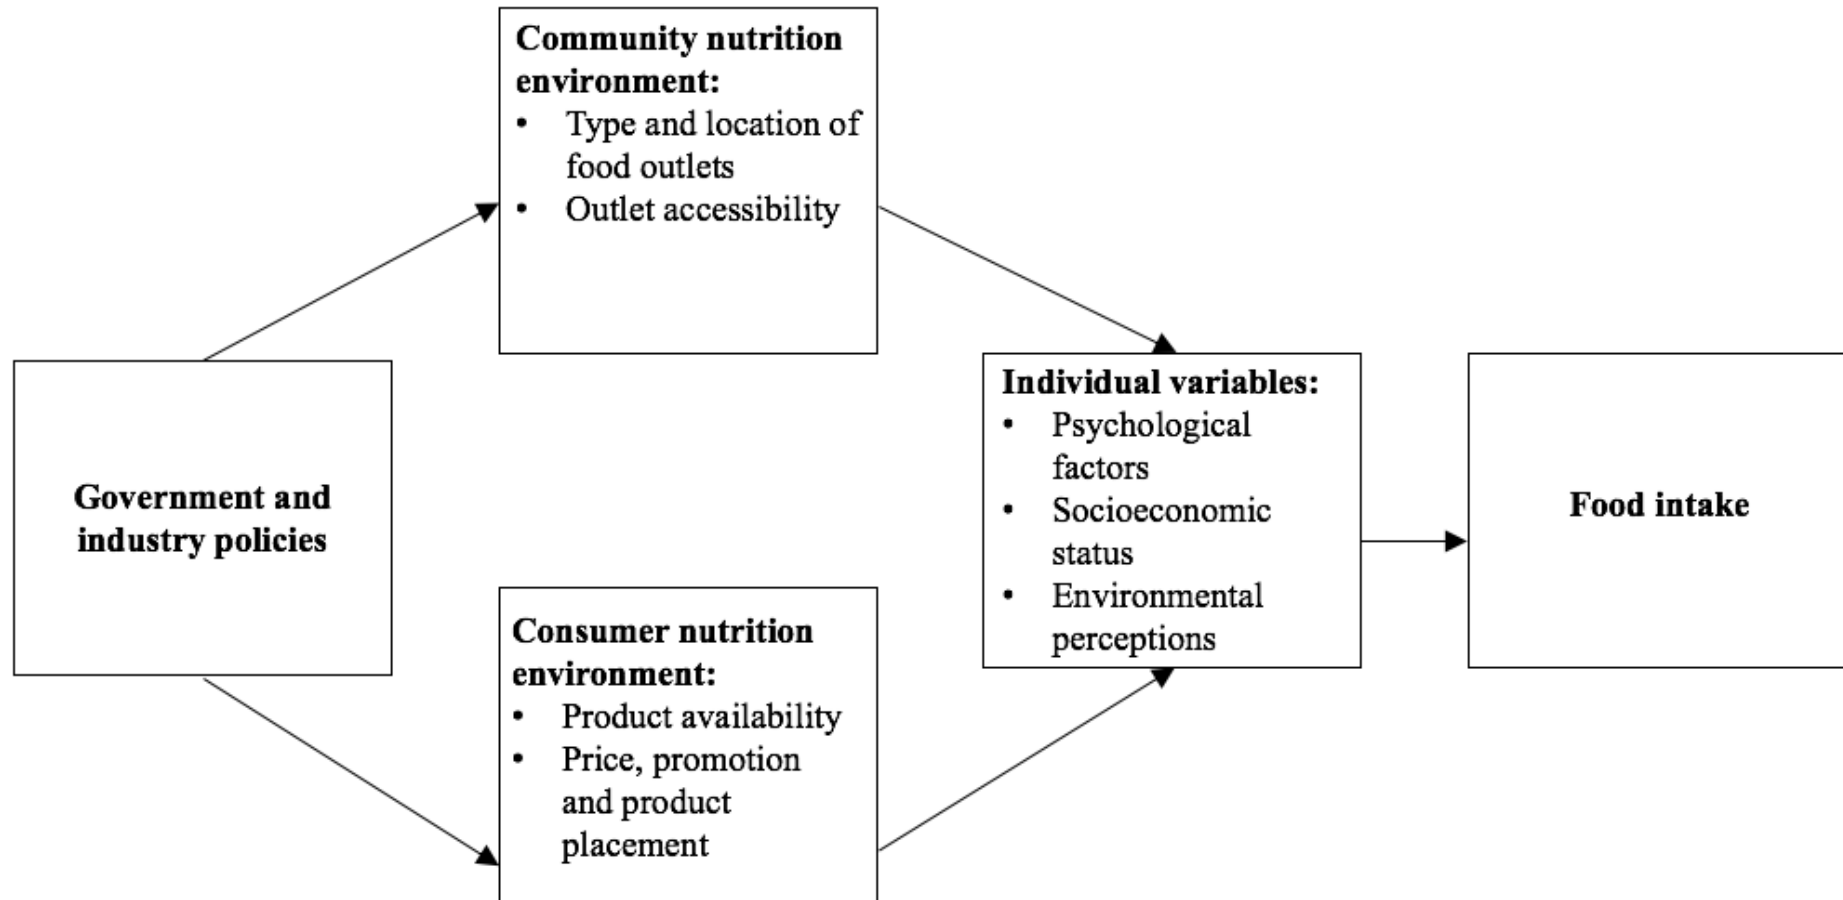 Community nutrition
environment:
• Type and location of
food outlets
• Outlet accessibility
Government and
industry policies
Consumer nutrition
environment:
• Product availability
• Price, promotion
and product
placement
Individual variables:
• Psychological
factors
• Socioeconomic
status
• Environmental
perceptions
Food intake